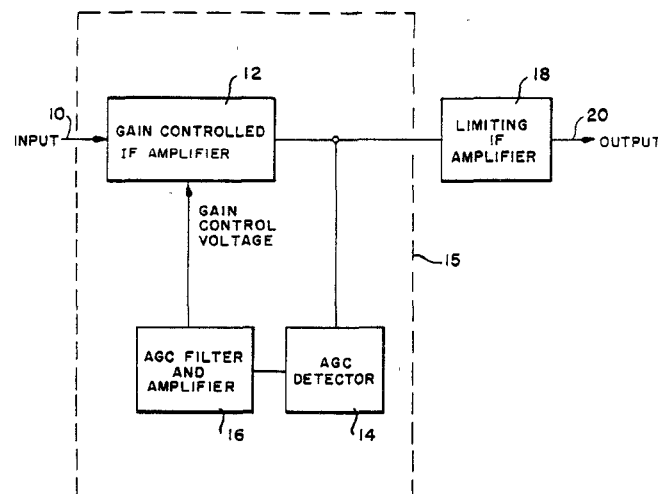 12
18
10
INPUT
GAIN CONTROLLED
IF AMPLIFIER
LIMITING
IF
AMPLIFIER
20
OUTPUT
GAIN
CONTROL
VOLTAGE
15
AGC FILTER
AND
AMPLIFIER
AGC
DETECTOR
16
14